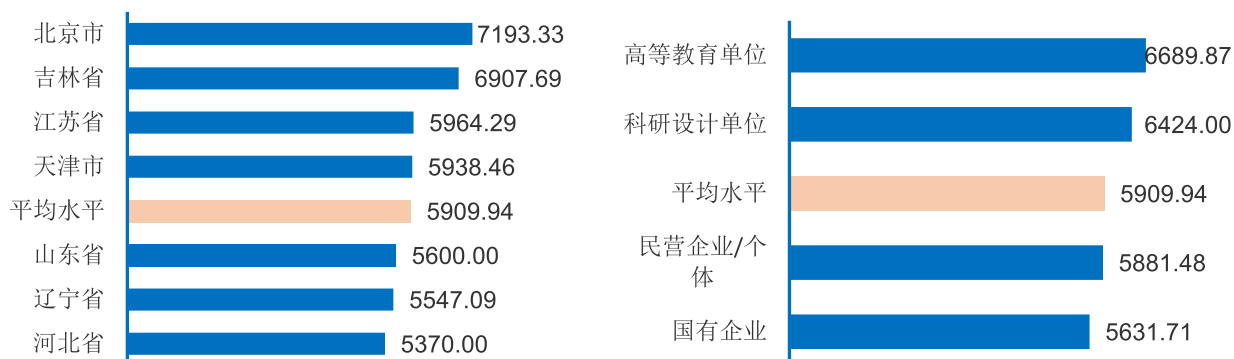 北京市 7193.33
吉林省 6907.69
江苏省 5964.29
天津市 5938.46
平均水平 5909.94
山东省 5600.00
辽宁省 5547.09
河北省 5370.00
高等教育单位 6689.87
科研设计单位 6424.00
平均水平 5909.94
民营企业/个
体 5881.48
国有企业 5631.71